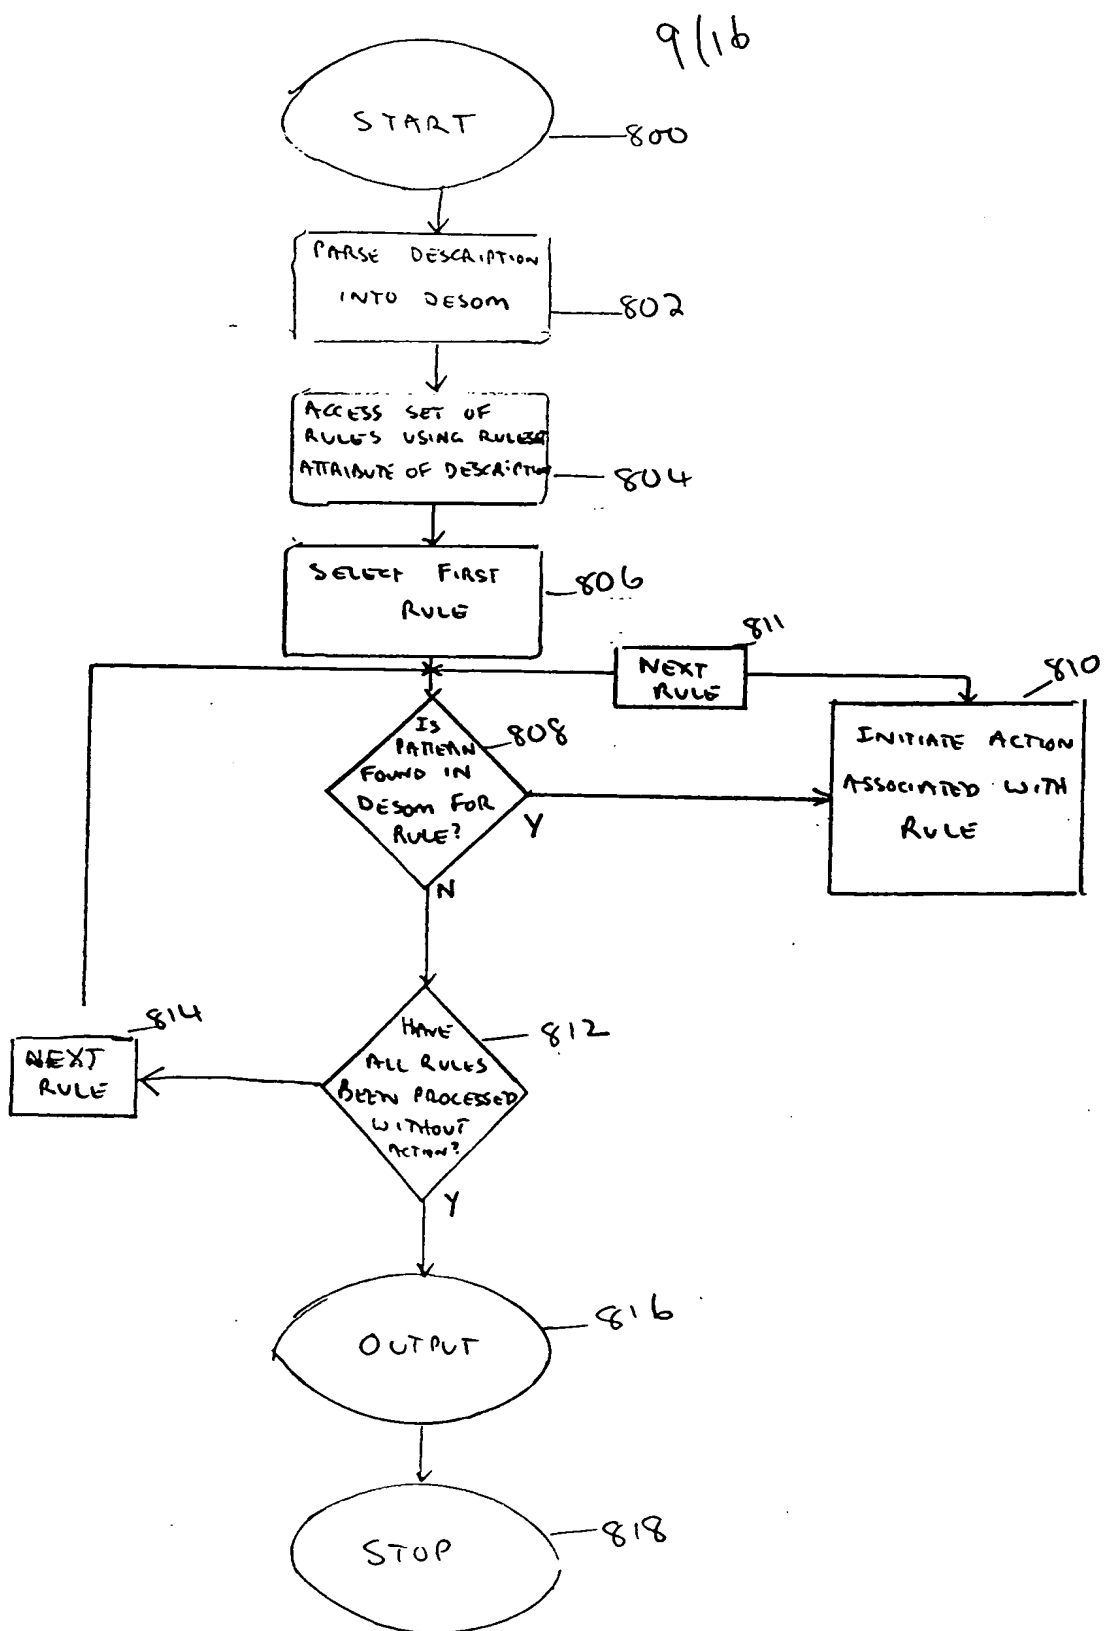 9/16
START
800
PARSE DESCRIPTION
INTO DESOM
802
ACCESS SET OF
RULES USING RULESET
ATTRIBUTE OF DESCRIPTION
804
SELECT FIRST
RULE
806
811
NEXT
RULE
810
INITIATE ACTION
ASSOCIATED WITH
RULE
IS
PATTERN
FOUND IN
DESOM FOR
RULE?
808
Y
N
814
NEXT
RULE
HAVE
ALL RULES
BEEN PROCESSED
WITHOUT
ACTION?
812
Y
OUTPUT
816
STOP
818